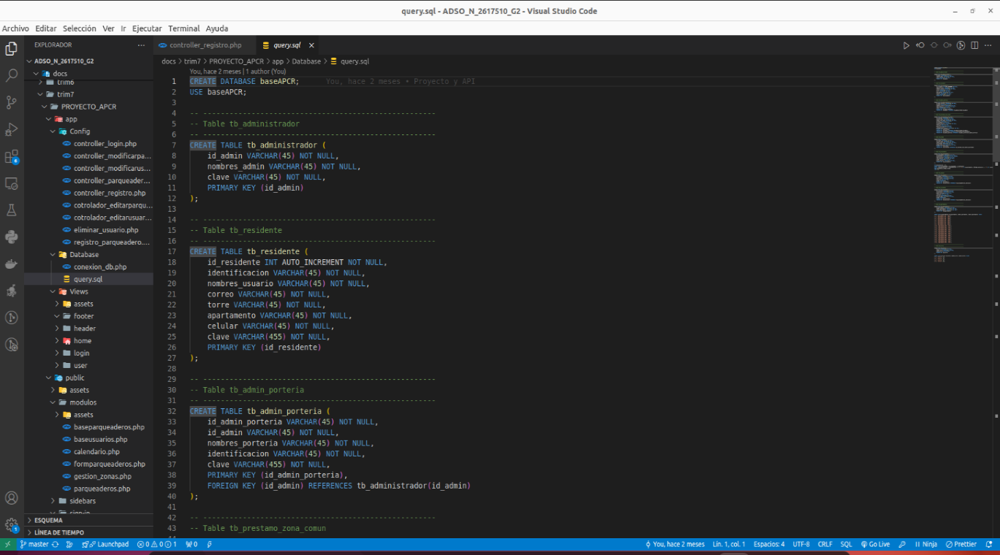 query.sql - ADSO_N_2617510_G2 - Visual Studio Code
Archivo Editar Selección Ver Ir Ejecutar Terminal Ayuda
EXPLORADOR
ADSO_N_2617510_G2
docs
trim6
trim7
PROYECTO_APCR
app
Config
controller_login.php
controller_modificarpa...
controller_modificarus...
controller_parqueader...
controller_registro.php
cotrolador_editarparqu...
cotrolador_editarusuar...
eliminar_usuario.php
registro_parqueadero....
Database
conexion_db.php
query.sql
Views
assets
footer
header
home
login
user
public
assets
modulos
assets
baseparqueaderos.php
baseusuarios.php
calendario.php
formparqueaderos.php
gestion_zonas.php
parqueaderos.php
sidebars
sign-in
ESQUEMA
LÍNEA DE TIEMPO
controller_registro.php query.sql
docs > trim7 > PROYECTO_APCR > app > Database > query.sql
You, hace 2 meses | 1 author (You)
1 CREATE DATABASE baseAPCR; You, hace 2 meses • Proyecto y API
2 USE baseAPCR;
3
4 -- -----------------------------------------------------
5 -- Table tb_administrador
6 -- -----------------------------------------------------
7 CREATE TABLE tb_administrador (
8 id_admin VARCHAR(45) NOT NULL,
9 nombres_admin VARCHAR(45) NOT NULL,
10 clave VARCHAR(45) NOT NULL,
11 PRIMARY KEY (id_admin)
12 );
13
14 -- -----------------------------------------------------
15 -- Table tb_residente
16 -- -----------------------------------------------------
17 CREATE TABLE tb_residente (
18 id_residente INT AUTO_INCREMENT NOT NULL,
19 identificacion VARCHAR(45) NOT NULL,
20 nombres_usuario VARCHAR(45) NOT NULL,
21 correo VARCHAR(45) NOT NULL,
22 torre VARCHAR(45) NOT NULL,
23 apartamento VARCHAR(45) NOT NULL,
24 celular VARCHAR(45) NOT NULL,
25 clave VARCHAR(455) NOT NULL,
26 PRIMARY KEY (id_residente)
27 );
28
29 -- -----------------------------------------------------
30 -- Table tb_admin_porteria
31 -- -----------------------------------------------------
32 CREATE TABLE tb_admin_porteria (
33 id_admin_porteria VARCHAR(45) NOT NULL,
34 id_admin VARCHAR(45) NOT NULL,
35 nombres_porteria VARCHAR(45) NOT NULL,
36 identificacion VARCHAR(45) NOT NULL,
37 clave VARCHAR(455) NOT NULL,
38 PRIMARY KEY (id_admin_porteria),
39 FOREIGN KEY (id_admin) REFERENCES tb_administrador(id_admin)
40 );
41
42 -- -----------------------------------------------------
43 -- Table tb_prestamo_zona_comun
6
1
master Launchpad 0 0 1 0 You, hace 2 meses Lín. 1, col. 1 Espacios: 4 UTF-8 CRLF SQL Go Live Ninja Prettier